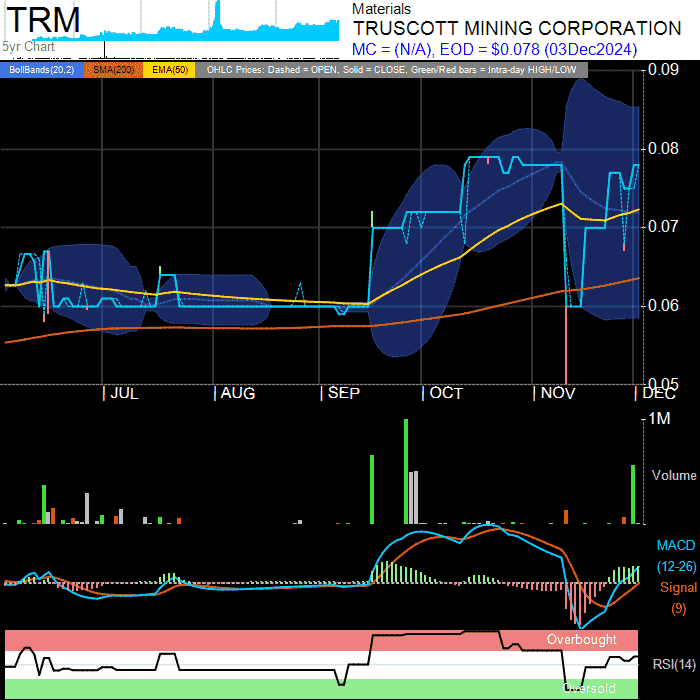 TRM
5yr Chart
Materials
TRUSCOTT MINING CORPORATION
MC = (N/A), EOD = $0.078 (03Dec2024)
BollBands(20,2) SMA(200) EMA(50) OHLC Prices: Dashed = OPEN, Solid = CLOSE, Green/Red bars = Intra-day HIGH/LOW
0.09
0.08
0.07
0.06
0.05
| JUL | AUG | SEP | OCT | NOV | DEC
1M
Volume
MACD
(12-26)
Signal
(9)
Overbought
RSI(14)
Oversold